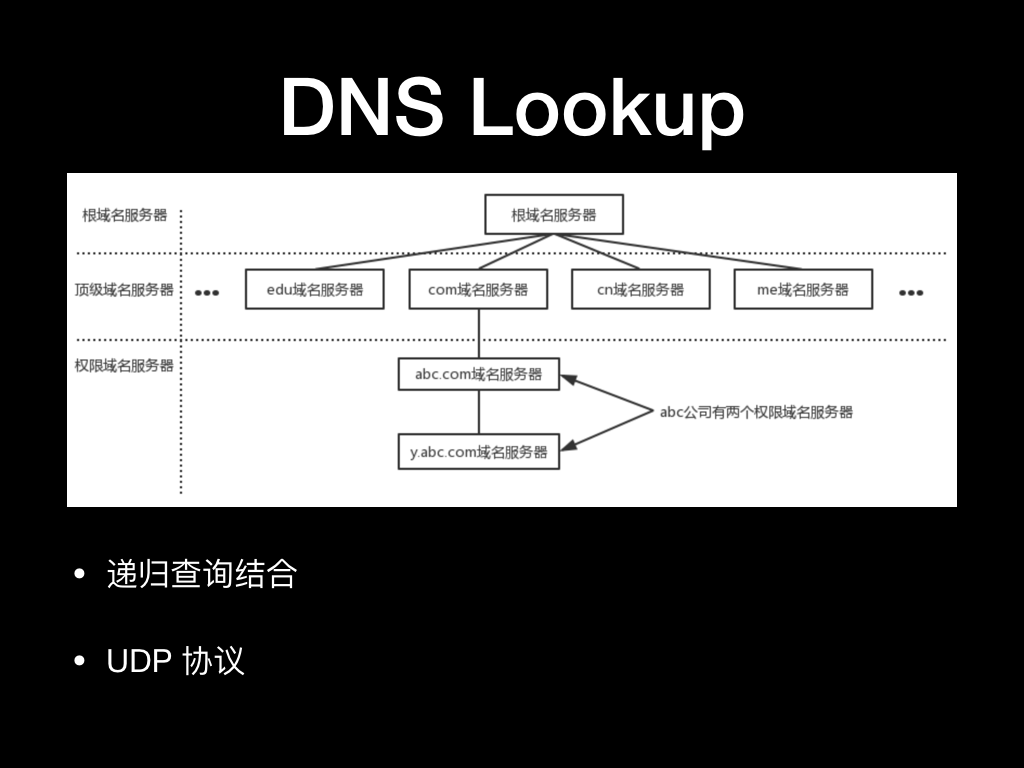 DNS Lookup
根域名服务器
根域名服务器
顶级域名服务器
•••
edu域名服务器
com域名服务器
cn域名服务器
me域名服务器
•••
权限域名服务器
abc.com域名服务器
abc公司有两个权限域名服务器
y.abc.com域名服务器
• 递归查询结合
• UDP 协议